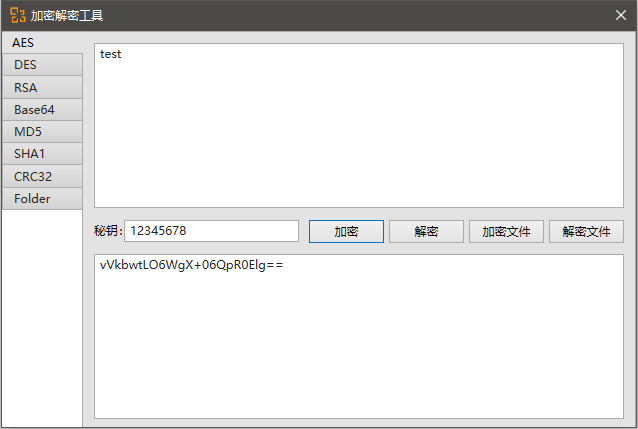 加密解密工具
AES
DES
RSA
Base64
MD5
SHA1
CRC32
Folder
test
秘钥: 12345678 加密 解密 加密文件 解密文件
vVkbwtLO6WgX+06QpR0Elg==